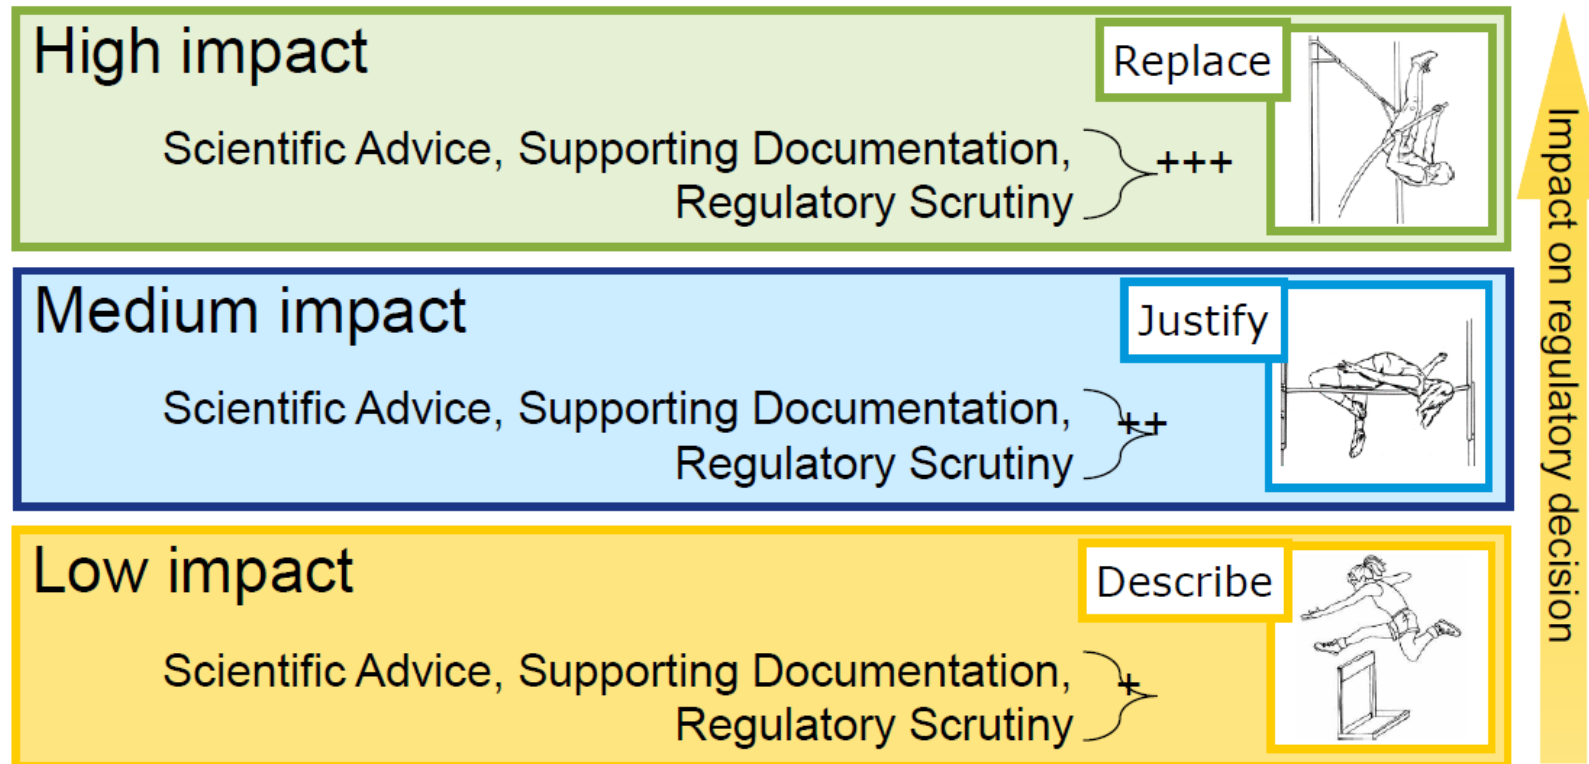 High impact
Replace
Scientific Advice, Supporting Documentation,
Regulatory Scrutiny
+++
Medium impact
Justify
Scientific Advice, Supporting Documentation,
Regulatory Scrutiny
++
Low impact
Describe
Scientific Advice, Supporting Documentation,
Regulatory Scrutiny
+
Impact on regulatory decision